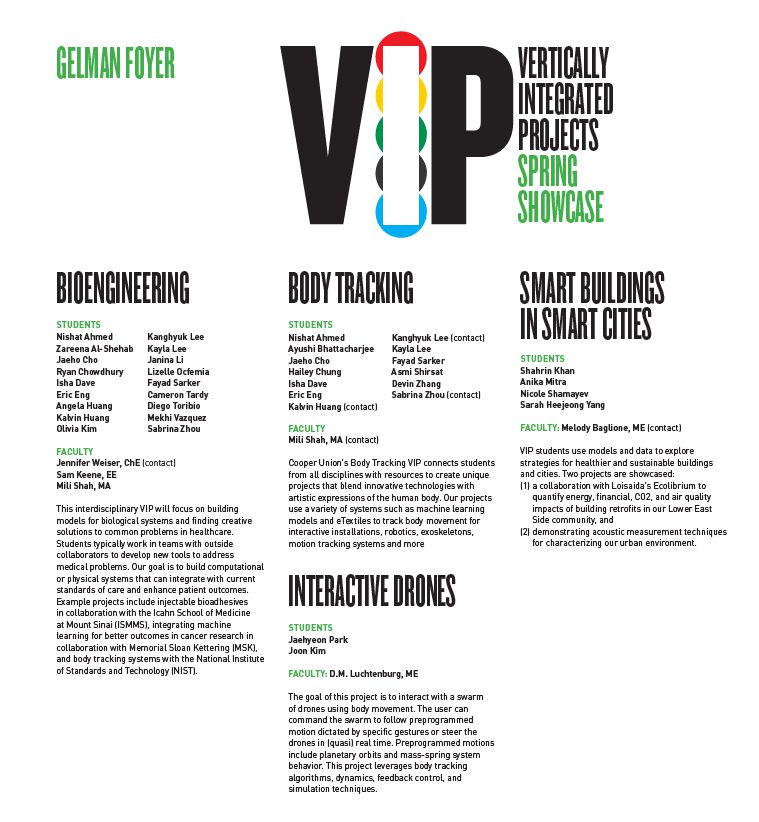 GELMAN FOYER
VIP
VERTICALLY
INTEGRATED
PROJECTS
SPRING
SHOWCASE
BIOENGINEERING
STUDENTS
Nishat Ahmed
Zareena Al-Shehab
Jaeho Cho
Ryan Chowdhury
Isha Dave
Eric Eng
Angela Huang
Kalvin Huang
Olivia Kim
Kanghyuk Lee
Kayla Lee
Janina Li
Lizelle Ocfemia
Fayad Sarker
Cameron Tardy
Diego Toribio
Mekhi Vazquez
Sabrina Zhou
FACULTY
Jennifer Weiser, ChE (contact)
Sam Keene, EE
Mili Shah, MA
This interdisciplinary VIP will focus on building
models for biological systems and finding creative
solutions to common problems in healthcare.
Students typically work in teams with outside
collaborators to develop new tools to address
medical problems. Our goal is to build computational
or physical systems that can integrate with current
standards of care and enhance patient outcomes.
Example projects include injectable bioadhesives
in collaboration with the Icahn School of Medicine
at Mount Sinai (ISMMS), integrating machine
learning for better outcomes in cancer research in
collaboration with Memorial Sloan Kettering (MSK),
and body tracking systems with the National Institute
of Standards and Technology (NIST).
BODY TRACKING
STUDENTS
Nishat Ahmed
Ayushi Bhattacharjee
Jaeho Cho
Hailey Chung
Isha Dave
Eric Eng
Kalvin Huang (contact)
Kanghyuk Lee (contact)
Kayla Lee
Fayad Sarker
Asmi Shirsat
Devin Zhang
Sabrina Zhou (contact)
FACULTY
Mili Shah, MA (contact)
Cooper Union's Body Tracking VIP connects students
from all disciplines with resources to create unique
projects that blend innovative technologies with
artistic expressions of the human body. Our projects
use a variety of systems such as machine learning
models and eTextiles to track body movement for
interactive installations, robotics, exoskeletons,
motion tracking systems and more
INTERACTIVE DRONES
STUDENTS
Jaehyeon Park
Joon Kim
FACULTY: D.M. Luchtenburg, ME
The goal of this project is to interact with a swarm
of drones using body movement. The user can
command the swarm to follow preprogrammed
motion dictated by specific gestures or steer the
drones in (quasi) real time. Preprogrammed motions
include planetary orbits and mass-spring system
behavior. This project leverages body tracking
algorithms, dynamics, feedback control, and
simulation techniques.
SMART BUILDINGS
IN SMART CITIES
STUDENTS
Shahrin Khan
Anika Mitra
Nicole Shamayev
Sarah Heejeong Yang
FACULTY: Melody Baglione, ME (contact)
VIP students use models and data to explore
strategies for healthier and sustainable buildings
and cities. Two projects are showcased:
(1) a collaboration with Loisaida's Ecolibrium to
quantify energy, financial, CO2, and air quality
impacts of building retrofits in our Lower East
Side community, and
(2) demonstrating acoustic measurement techniques
for characterizing our urban environment.